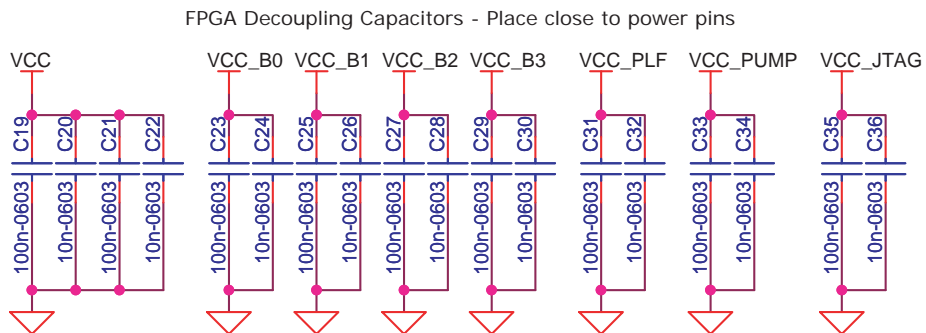 FPGA Decoupling Capacitors - Place close to power pins
VCC VCC_B0 VCC_B1 VCC_B2 VCC_B3 VCC_PLF VCC_PUMP VCC_JTAG
C19 C20 C21 C22 C23 C24 C25 C26 C27 C28 C29 C30 C31 C32 C33 C34 C35 C36
100n-0603 10n-0603 100n-0603 10n-0603 100n-0603 10n-0603 100n-0603 10n-0603 100n-0603 10n-0603 100n-0603 10n-0603 100n-0603 10n-0603 100n-0603 10n-0603 100n-0603 10n-0603